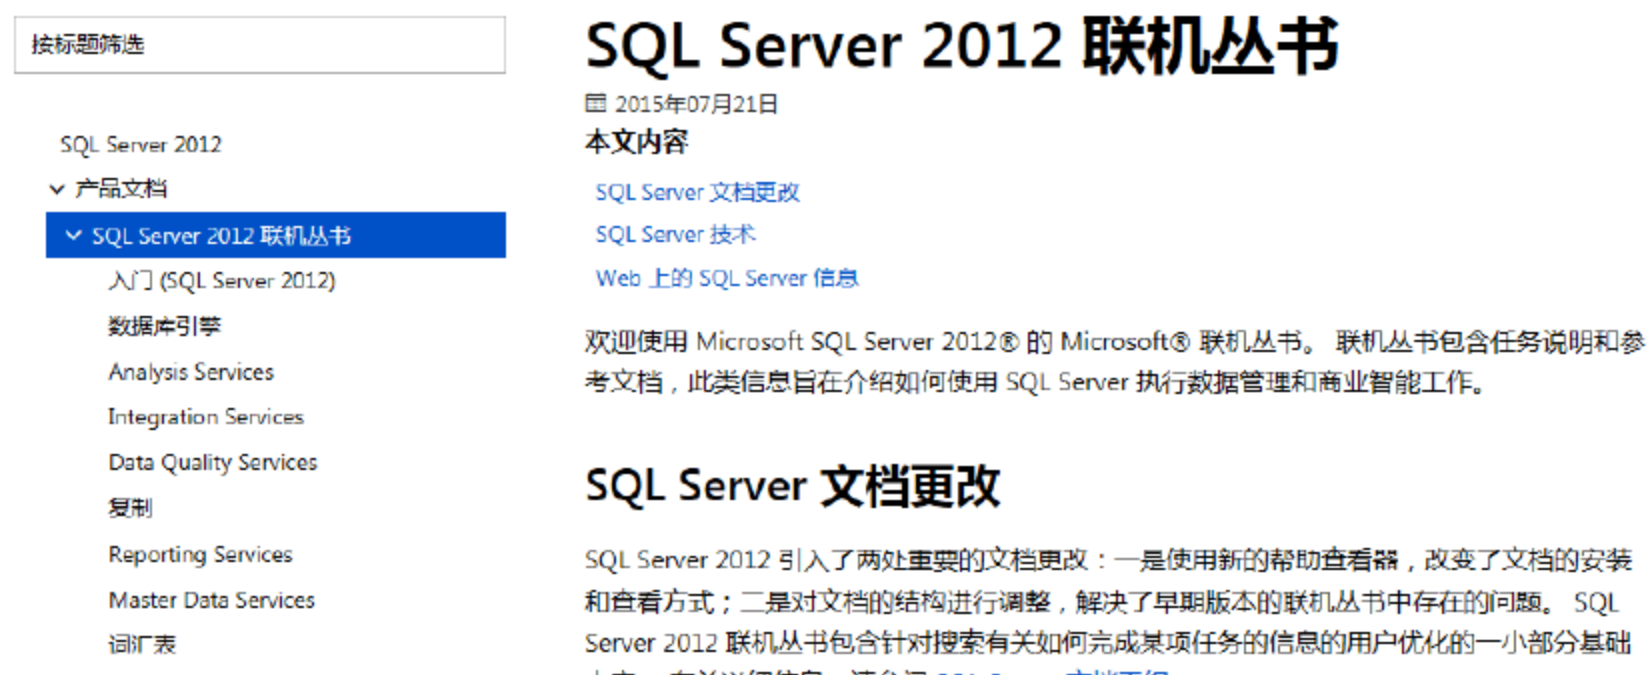 按标题筛选
SQL Server 2012
产品文档
SQL Server 2012 联机丛书
入门 (SQL Server 2012)
数据库引擎
Analysis Services
Integration Services
Data Quality Services
复制
Reporting Services
Master Data Services
词汇表
SQL Server 2012 联机丛书
2015年07月21日
本文内容
SQL Server 文档更改
SQL Server 技术
Web 上的 SQL Server 信息
欢迎使用 Microsoft SQL Server 2012® 的 Microsoft® 联机丛书。 联机丛书包含任务说明和参
考文档，此类信息旨在介绍如何使用 SQL Server 执行数据管理和商业智能工作。
SQL Server 文档更改
SQL Server 2012 引入了两处重要的文档更改：一是使用新的帮助查看器，改变了文档的安装
和查看方式；二是对文档的结构进行调整，解决了早期版本的联机丛书中存在的问题。 SQL
Server 2012 联机丛书包含针对搜索有关如何完成某项任务的信息的用户优化的一小部分基础